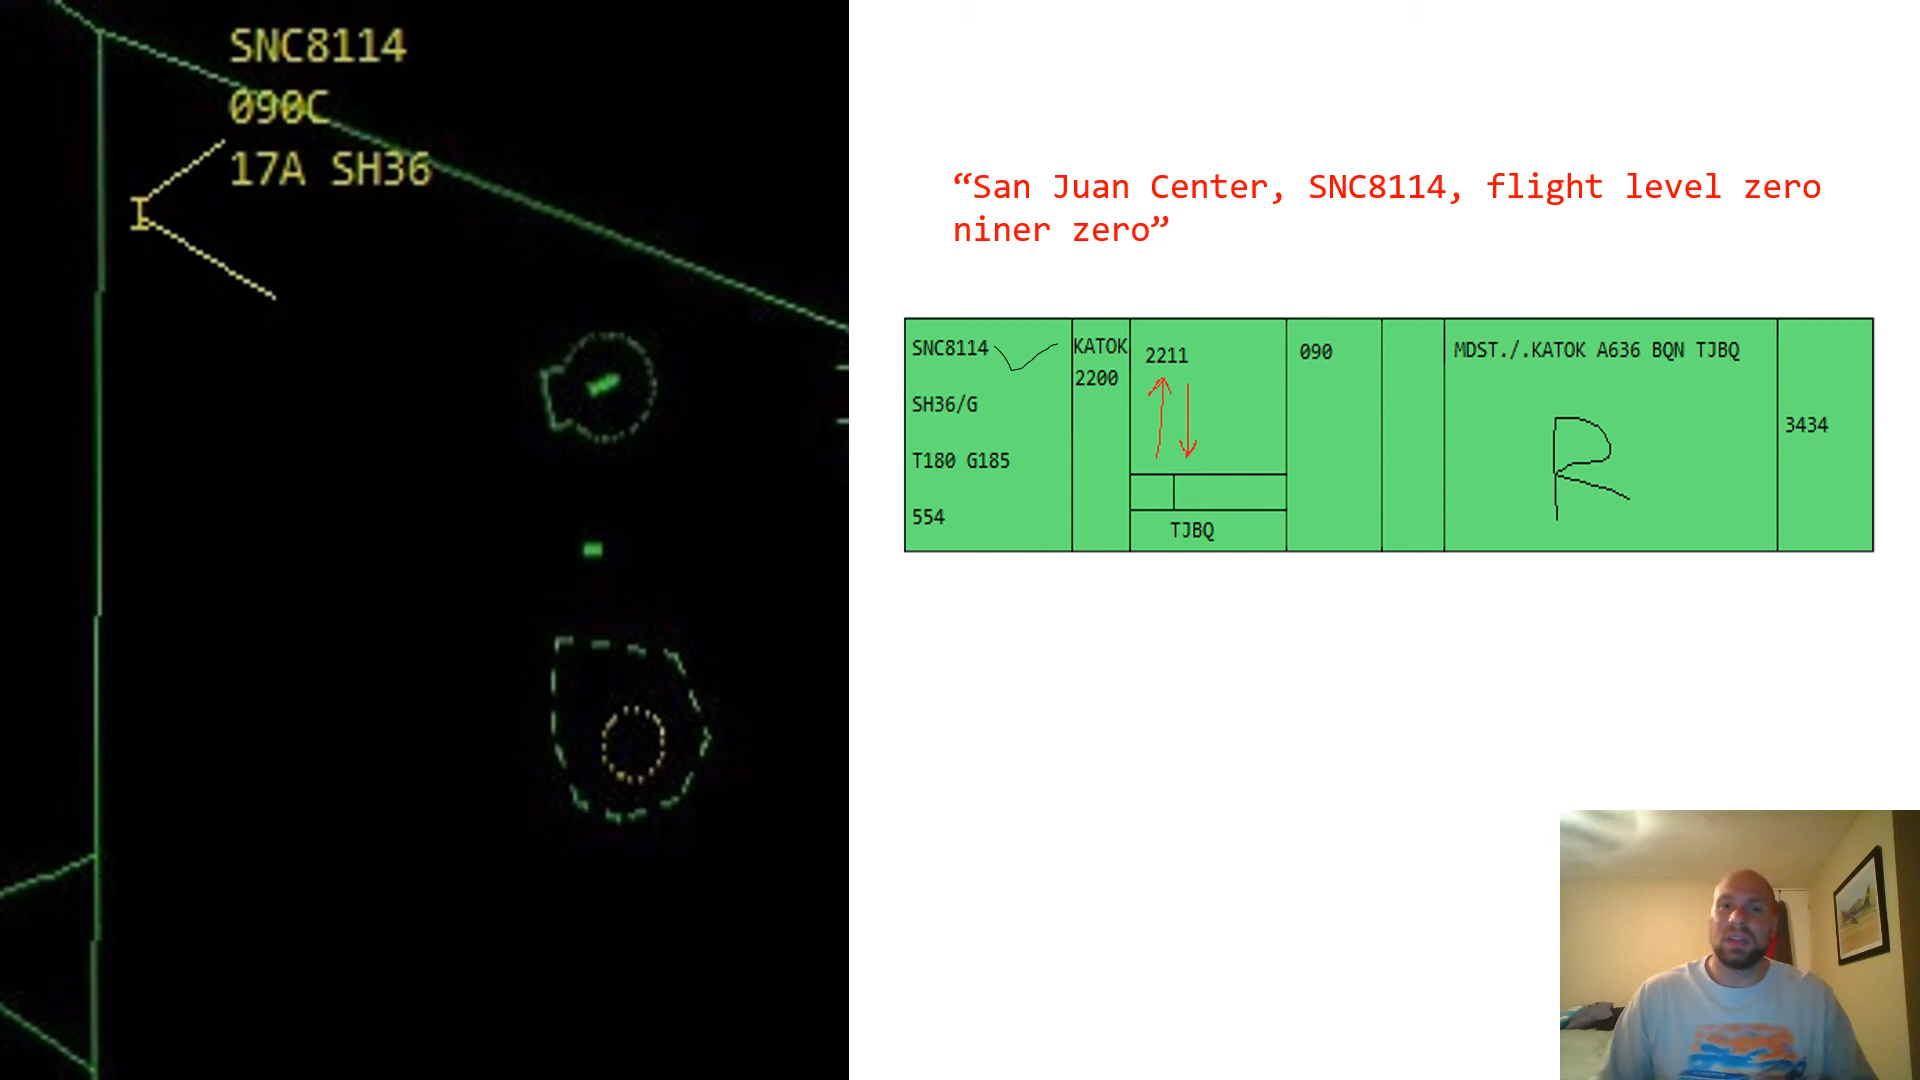 SNC8114
090C
17A SH36
“San Juan Center, SNC8114, flight level zero
niner zero”
SNC8114
SH36/G
T180 G185
554
KATOK
2200
2211
TJBQ
090
MDST./.KATOK A636 BQN TJBQ
R
3434